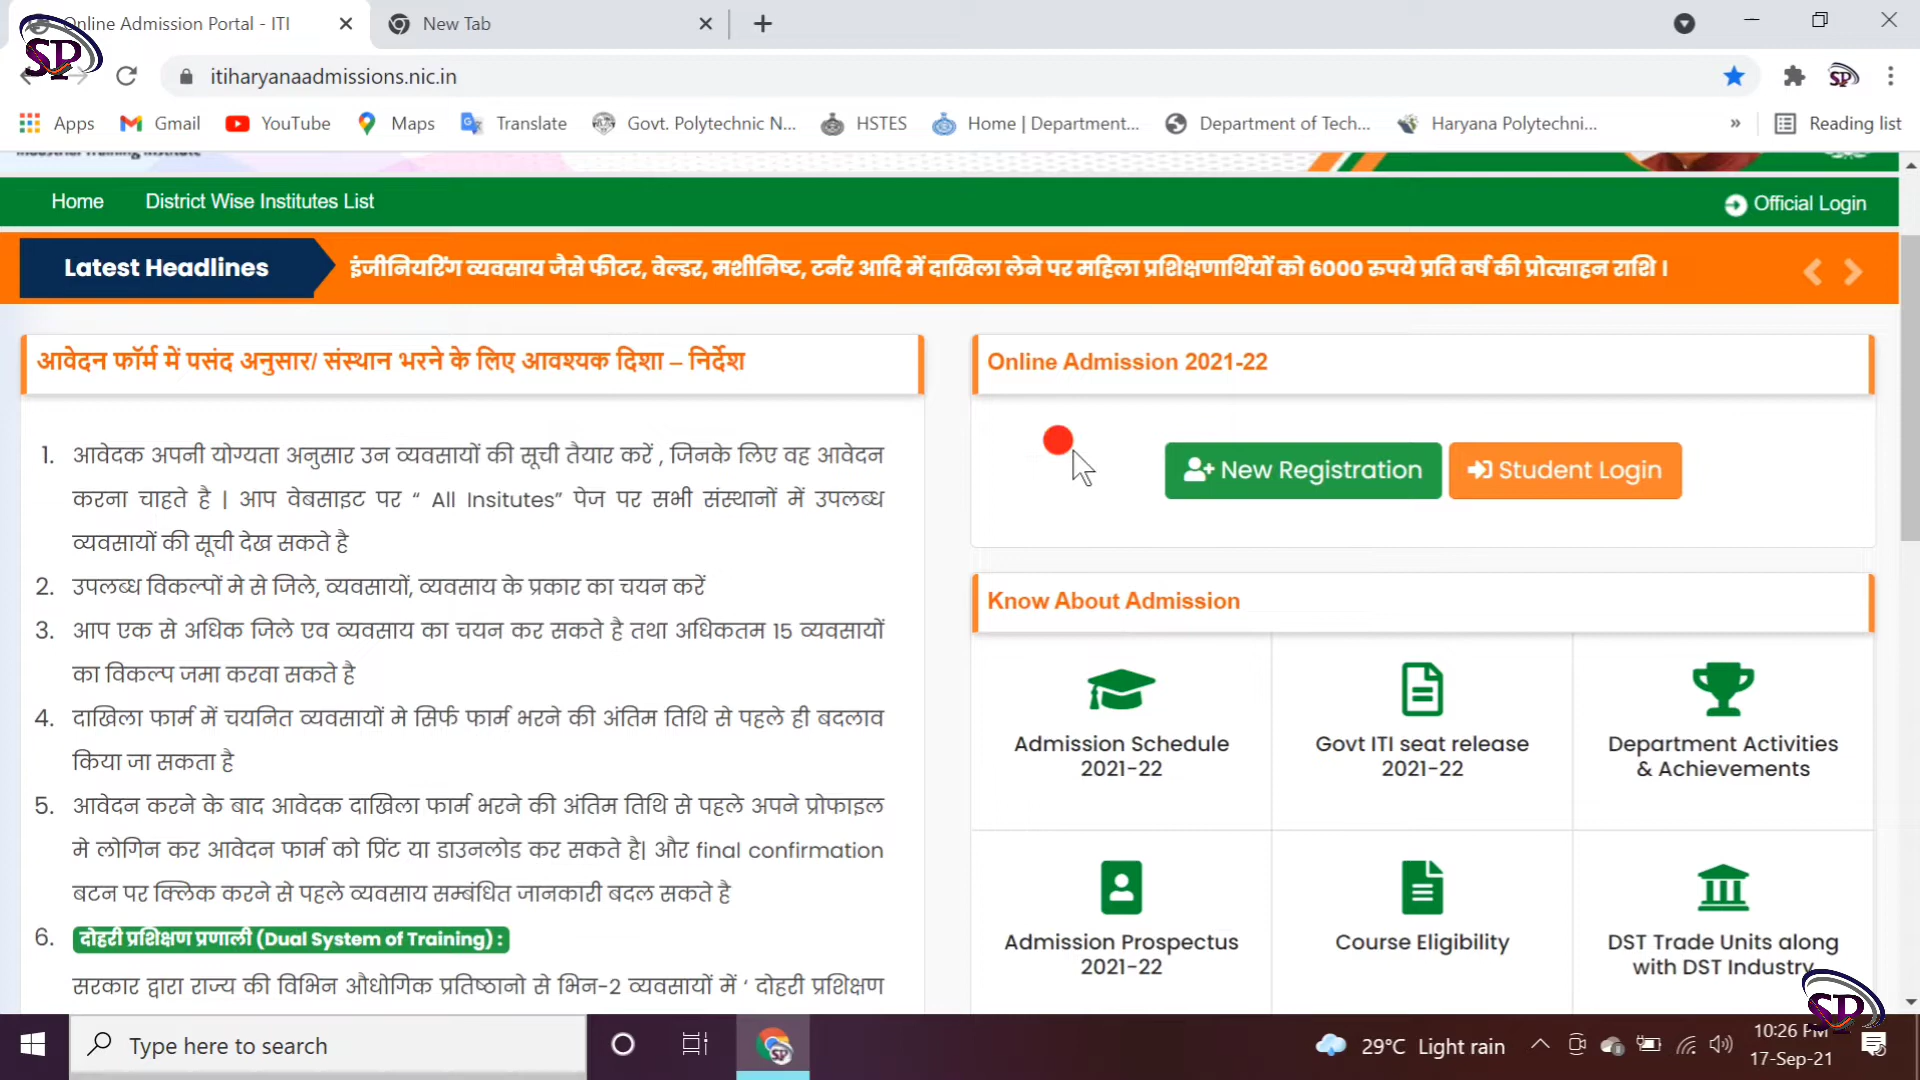 Online Admission Portal - ITI
New Tab
SP
itiharyanaadmissions.nic.in
SP
Apps
Gmail
YouTube
Maps
Translate
Govt. Polytechnic N...
HSTES
Home | Department...
Department of Tech...
Haryana Polytechni...
»
Reading list
Home
District Wise Institutes List
Official Login
Latest Headlines
इंजीनियरिंग व्यवसाय जैसे फीटर, वेल्डर, मशीनिष्ट, टर्नर आदि में दाखिला लेने पर महिला प्रशिक्षणार्थियों को 6000 रुपये प्रति वर्ष की प्रोत्साहन राशि ।
आवेदन फॉर्म में पसंद अनुसार/ संस्थान भरने के लिए आवश्यक दिशा – निर्देश
1. आवेदक अपनी योग्यता अनुसार उन व्यवसायों की सूची तैयार करें , जिनके लिए वह आवेदन
करना चाहते है | आप वेबसाइट पर “ All Insitutes” पेज पर सभी संस्थानों में उपलब्ध
व्यवसायों की सूची देख सकते है
2. उपलब्ध विकल्पों मे से जिले, व्यवसायों, व्यवसाय के प्रकार का चयन करें
3. आप एक से अधिक जिले एव व्यवसाय का चयन कर सकते है तथा अधिकतम 15 व्यवसायों
का विकल्प जमा करवा सकते है
4. दाखिला फार्म में चयनित व्यवसायों मे सिर्फ फार्म भरने की अंतिम तिथि से पहले ही बदलाव
किया जा सकता है
5. आवेदन करने के बाद आवेदक दाखिला फार्म भरने की अंतिम तिथि से पहले अपने प्रोफाइल
मे लोगिन कर आवेदन फार्म को प्रिंट या डाउनलोड कर सकते है| और final confirmation
बटन पर क्लिक करने से पहले व्यवसाय सम्बंधित जानकारी बदल सकते है
6. दोहरी प्रशिक्षण प्रणाली (Dual System of Training) :
सरकार द्वारा राज्य की विभिन औधोगिक प्रतिष्ठानो से भिन-2 व्यवसायों में ‘ दोहरी प्रशिक्षण
Online Admission 2021-22
New Registration
Student Login
Know About Admission
Admission Schedule
2021-22
Govt ITI seat release
2021-22
Department Activities
& Achievements
Admission Prospectus
2021-22
Course Eligibility
DST Trade Units along
with DST Industry
SP
Type here to search
SP
29°C Light rain
10:26 PM
17-Sep-21